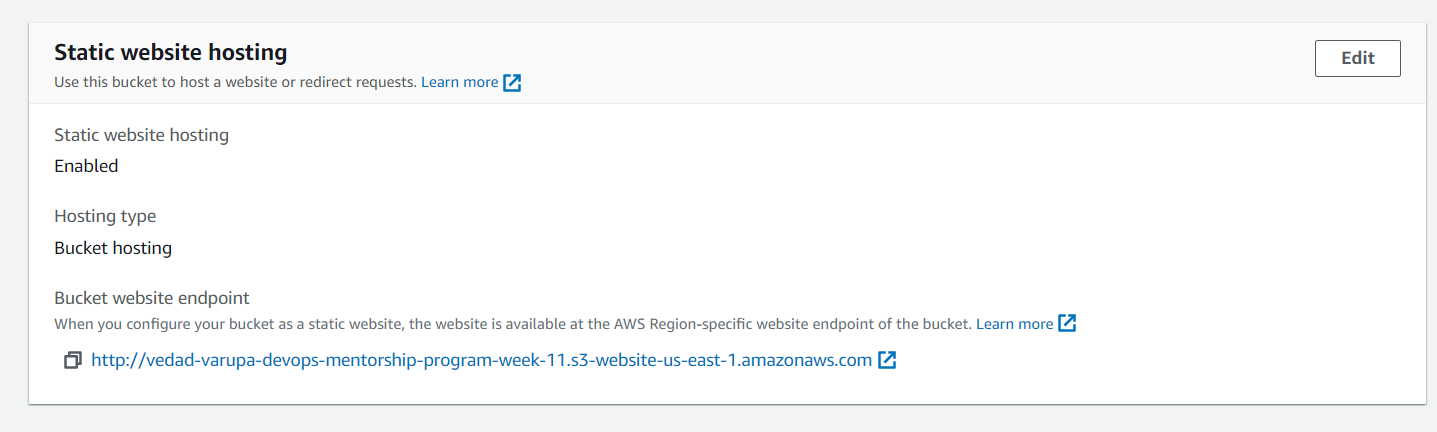 Static website hosting
Edit
Use this bucket to host a website or redirect requests. Learn more
Static website hosting
Enabled
Hosting type
Bucket hosting
Bucket website endpoint
When you configure your bucket as a static website, the website is available at the AWS Region-specific website endpoint of the bucket. Learn more
http://vedad-varupa-devops-mentorship-program-week-11.s3-website-us-east-1.amazonaws.com